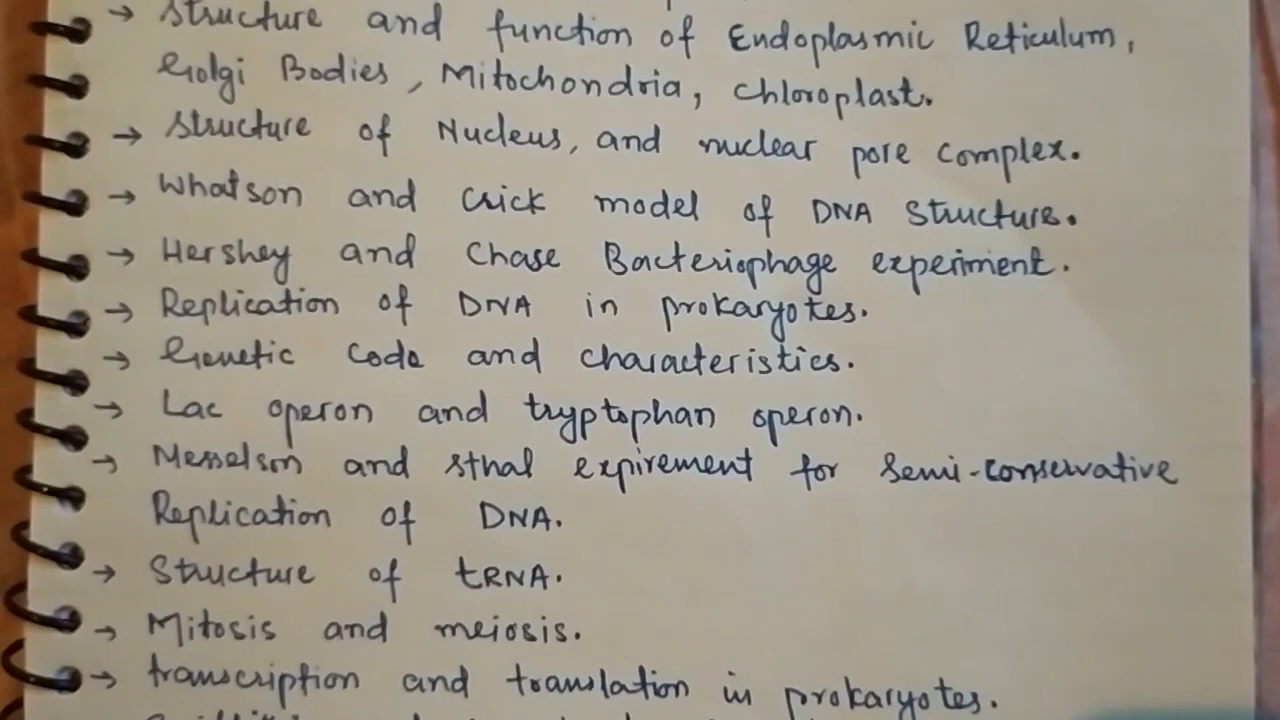 → Structure and function of Endoplasmic Reticulum,
Golgi Bodies, Mitochondria, Chloroplast.
→ Structure of Nucleus, and nuclear pore complex.
→ Whatson and Crick model of DNA Structure.
→ Hershey and Chase Bacteriophage experiment.
→ Replication of DNA in prokaryotes.
→ Genetic Code and characteristics.
→ Lac operon and tryptophan operon.
→ Messelson and sthal expirement for Semi-conservative
Replication of DNA.
→ Structure of tRNA.
→ Mitosis and meiosis.
→ transcription and translation in prokaryotes.